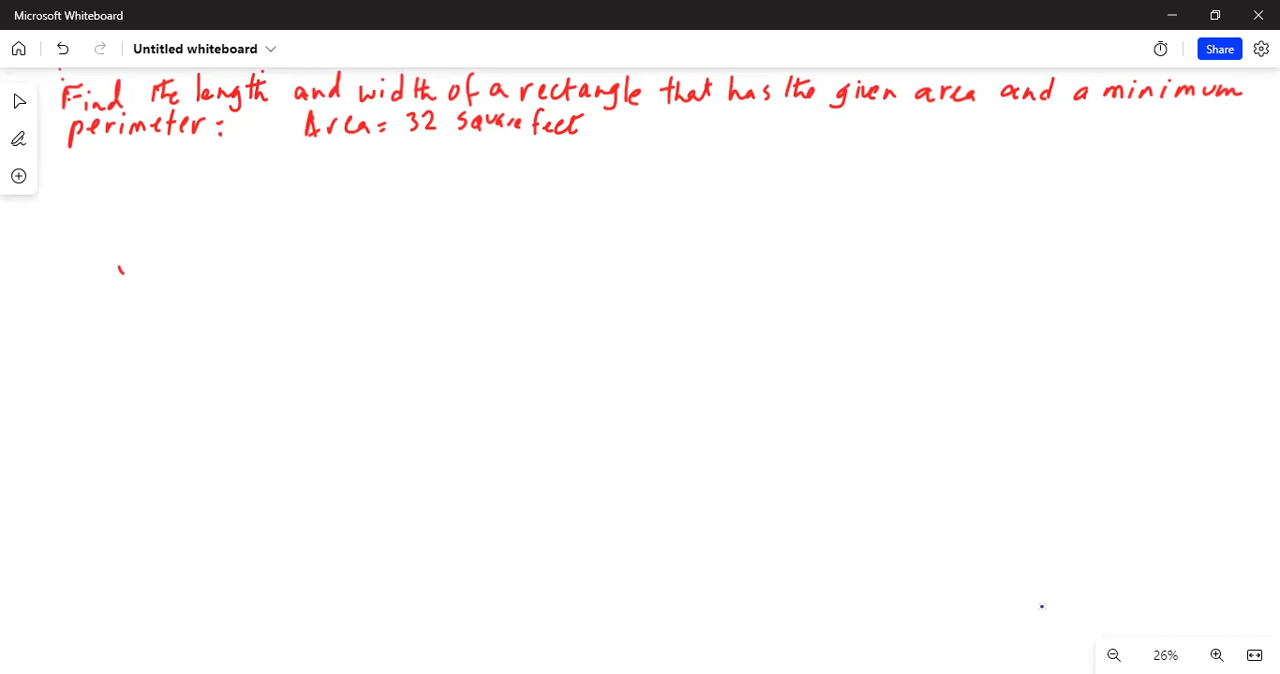 Microsoft Whiteboard
Untitled whiteboard
Share
Find the length and width of a rectangle that has the given area and a minimum
perimeter: Area = 32 square feet
26%